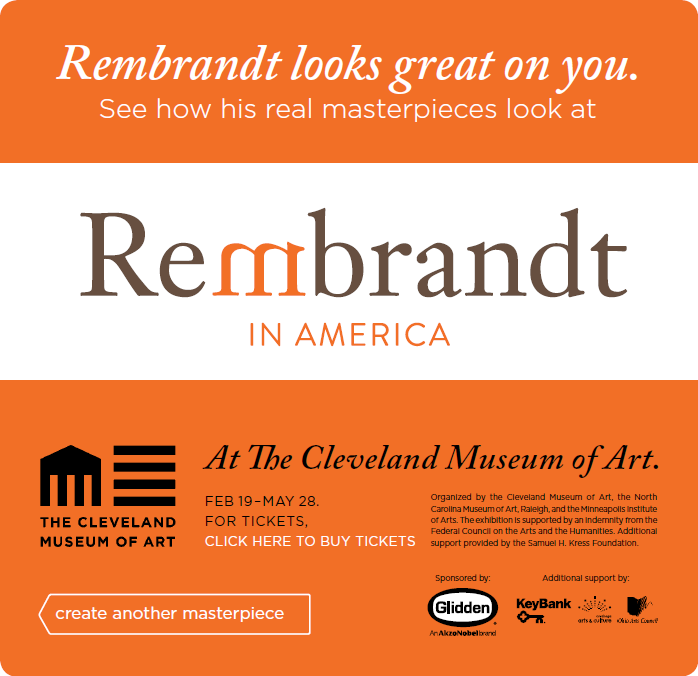 Rembrandt looks great on you.
See how his real masterpieces look at
Rembrandt
IN AMERICA
At The Cleveland Museum of Art.
THE CLEVELAND
MUSEUM OF ART
FEB 19–MAY 28.
FOR TICKETS,
CLICK HERE TO BUY TICKETS
Organized by the Cleveland Museum of Art, the North
Carolina Museum of Art, Raleigh, and the Minneapolis Institute
of Arts. The exhibition is supported by an indemnity from the
Federal Council on the Arts and the Humanities. Additional
support provided by the Samuel H. Kress Foundation.
create another masterpiece
Sponsored by:
Glidden
An AkzoNobel brand
Additional support by:
KeyBank
arts & culture
Ohio Arts Council